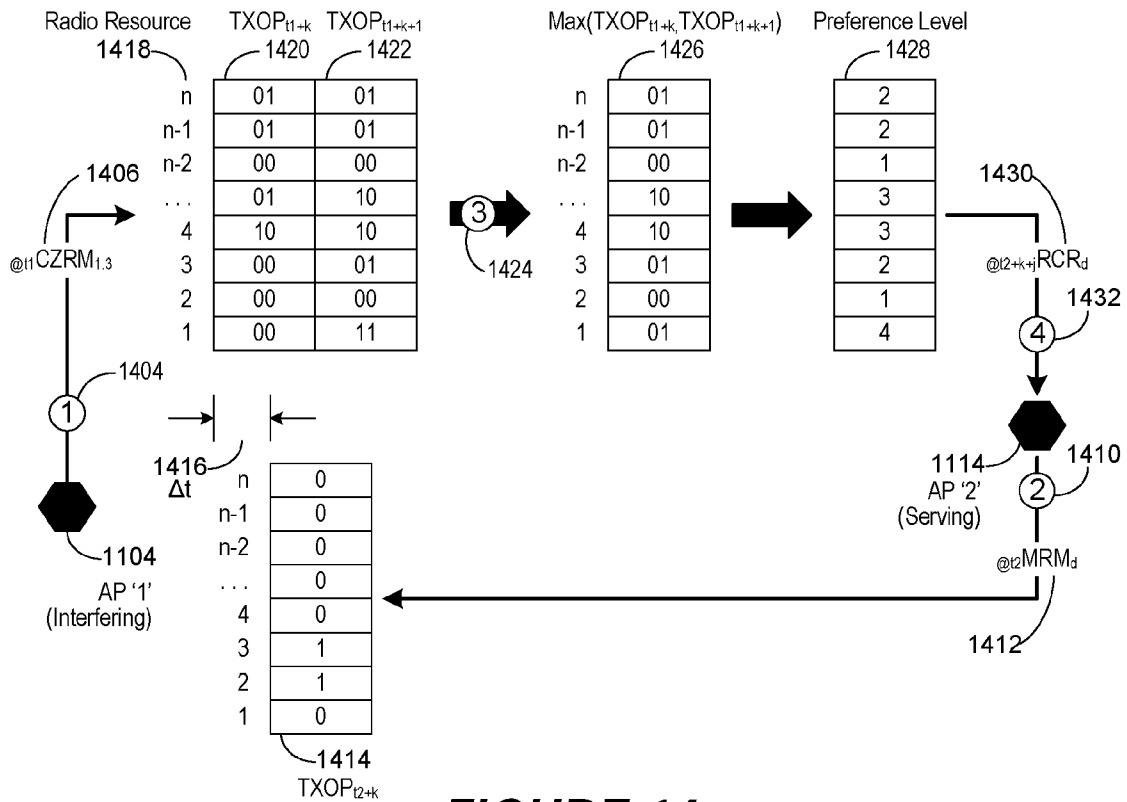 Radio Resource TXOPt1+k TXOPt1+k+1 Max(TXOPt1+k,TXOPt1+k+1) Preference Level
1418 1420 1422 1426 1428
n 01 01 n 01 2
n-1 01 01 n-1 01 2
n-2 00 00 n-2 00 1
1406 1430
... 01 10 ... 10 3
3
4 10 10 4 10 3
1424
@t1CZRM1.3 3 00 01 3 01 2 @t2+k+jRCRd
2 00 00 2 00 1
1432
1 00 11 1 01 4
4
1404
1
1416
Δt
1114
AP ‘2’
(Serving)
1410
2
n 0
n-1 0
n-2 0
1104
AP ‘1’
(Interfering)
@t2MRMd
... 0
4 0
1412
3 1
2 1
1 0
1414
TXOPt2+k